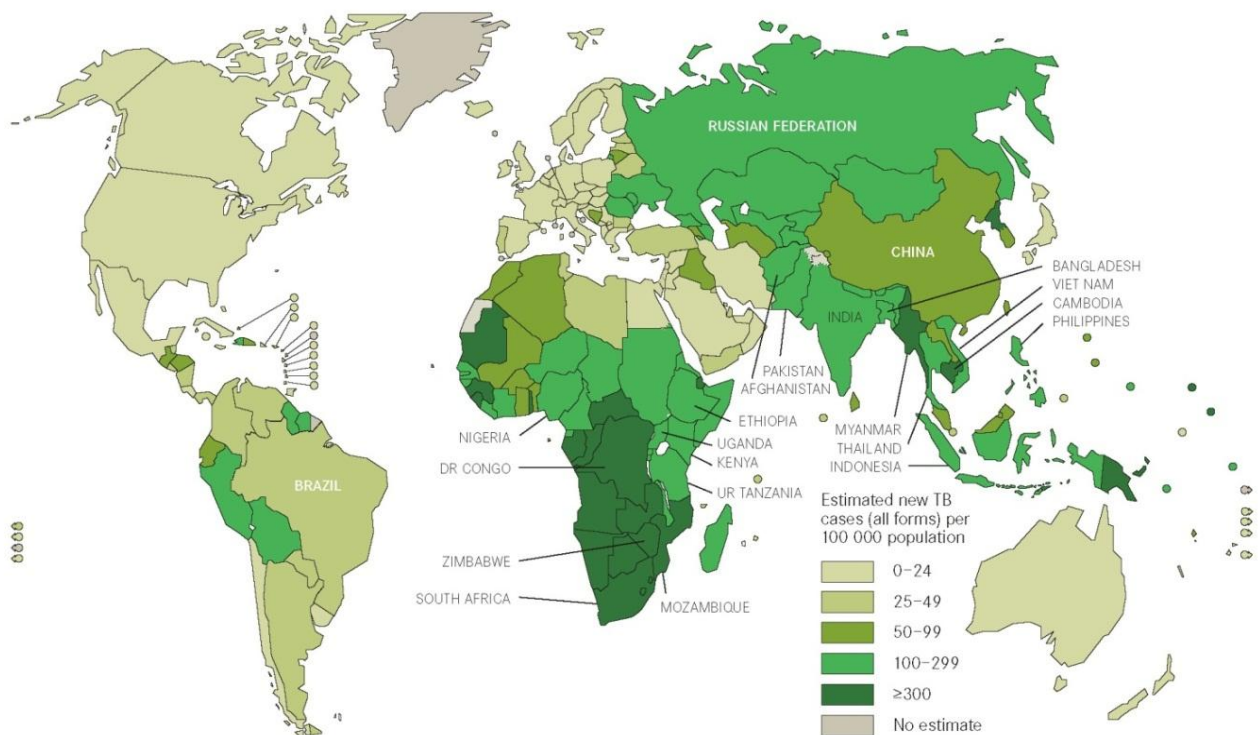 RUSSIAN FEDERATION
CHINA
BANGLADESH
VIET NAM
CAMBODIA
PHILIPPINES
INDIA
PAKISTAN
AFGHANISTAN
ETHIOPIA
NIGERIA
UGANDA
MYANMAR
KENYA
THAILAND
DR CONGO
INDONESIA
BRAZIL
UR TANZANIA
ZIMBABWE
SOUTH AFRICA
MOZAMBIQUE
Estimated new TB
cases (all forms) per
100 000 population
0–24
25–49
50–99
100–299
≥300
No estimate